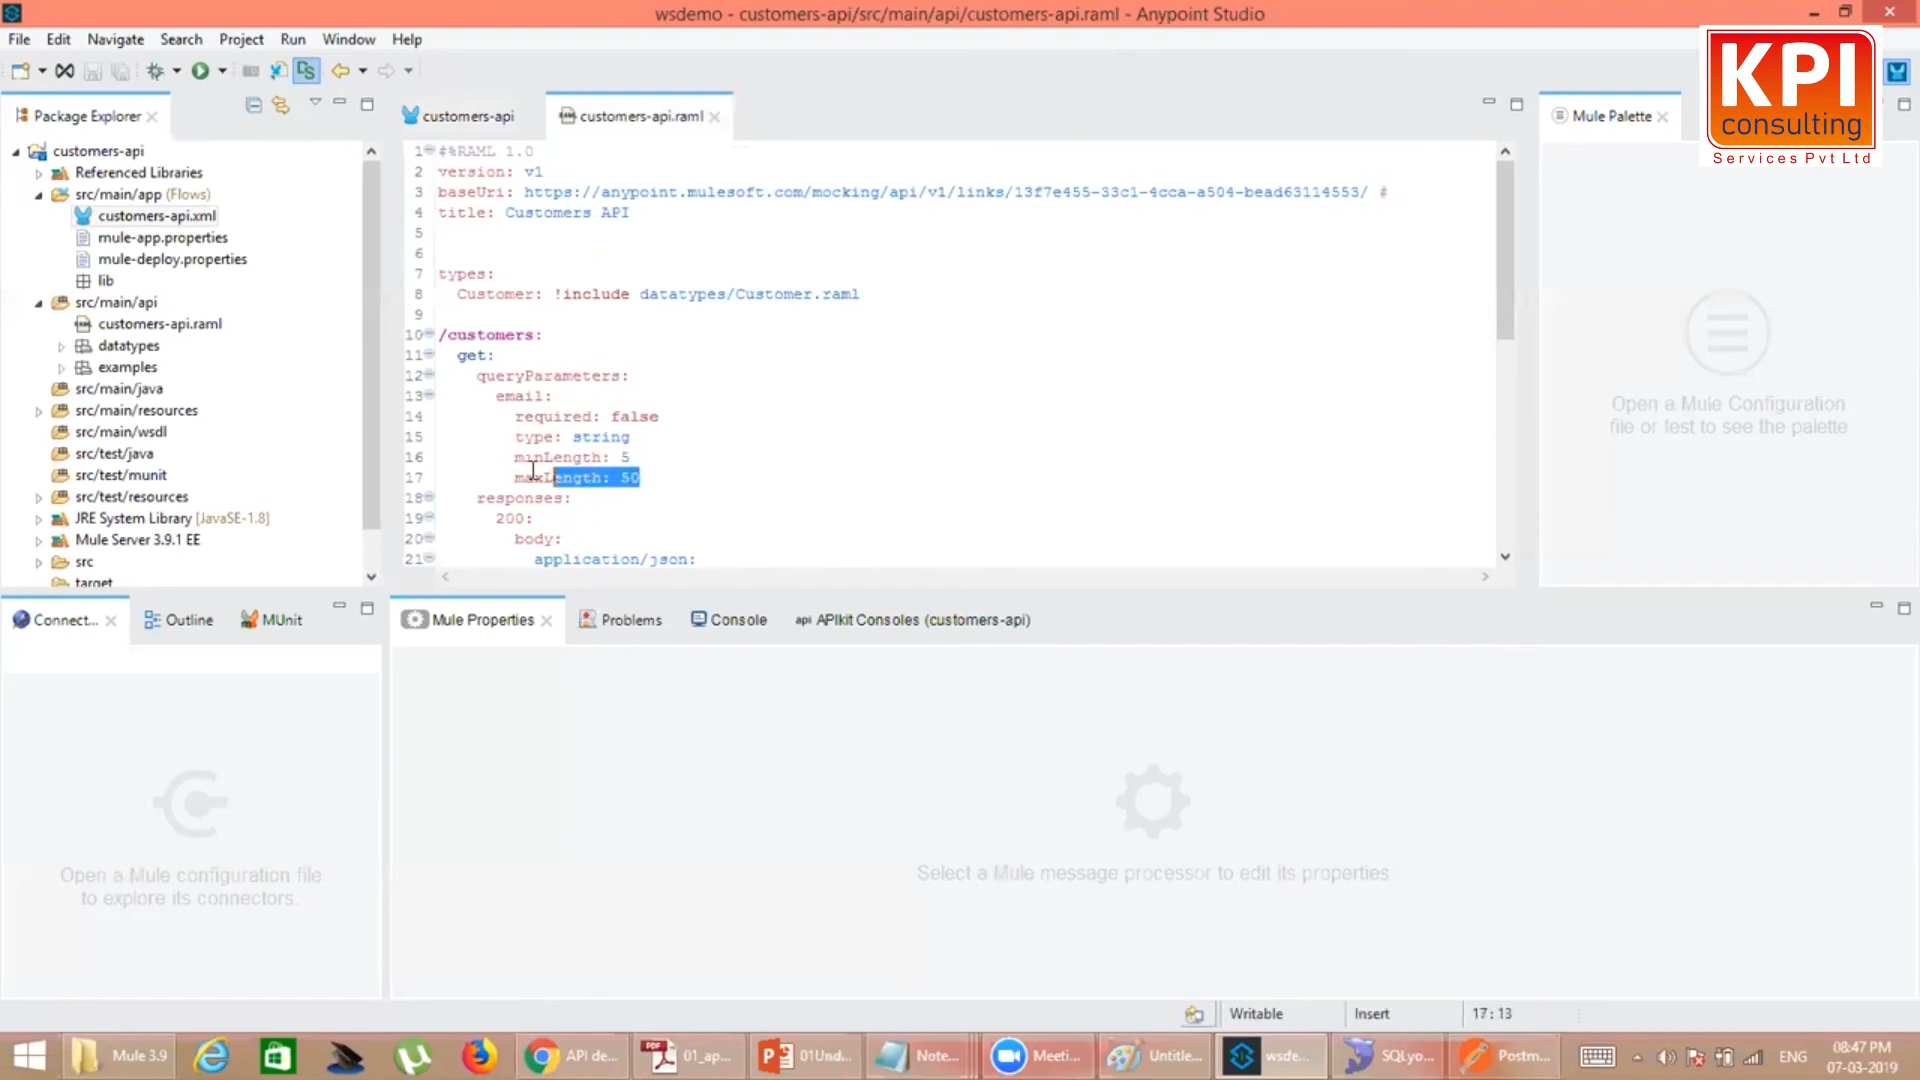 wsdemo - customers-api/src/main/api/customers-api.raml - Anypoint Studio
File Edit Navigate Search Project Run Window Help
KPI
consulting
Services Pvt Ltd
Package Explorer
customers-api
Referenced Libraries
src/main/app (Flows)
customers-api.xml
mule-app.properties
mule-deploy.properties
lib
src/main/api
customers-api.raml
datatypes
examples
src/main/java
src/main/resources
src/main/wsdl
src/test/java
src/test/munit
src/test/resources
JRE System Library [JavaSE-1.8]
Mule Server 3.9.1 EE
src
target
customers-api
customers-api.raml
1 #%RAML 1.0
2 version: v1
3 baseUri: https://anypoint.mulesoft.com/mocking/api/v1/links/13f7e455-33c1-4cca-a504-bead63114553/ #
4 title: Customers API
5
6
7 types:
8 Customer: !include datatypes/Customer.raml
9
10 /customers:
11 get:
12 queryParameters:
13 email:
14 required: false
15 type: string
16 minLength: 5
17 maxLength: 50
18 responses:
19 200:
20 body:
21 application/json:
Mule Palette
Open a Mule Configuration
file or test to see the palette
Connect...
Outline
MUnit
Open a Mule configuration file
to explore its connectors.
Mule Properties
Problems
Console
api APIkit Consoles (customers-api)
Select a Mule message processor to edit its properties
Writable Insert 17:13
Mule 3.9
API de...
01_ap...
01Und...
Note...
Meeti...
Untitle...
wsde...
SQLyo...
Postm...
ENG
08:47 PM
07-03-2019